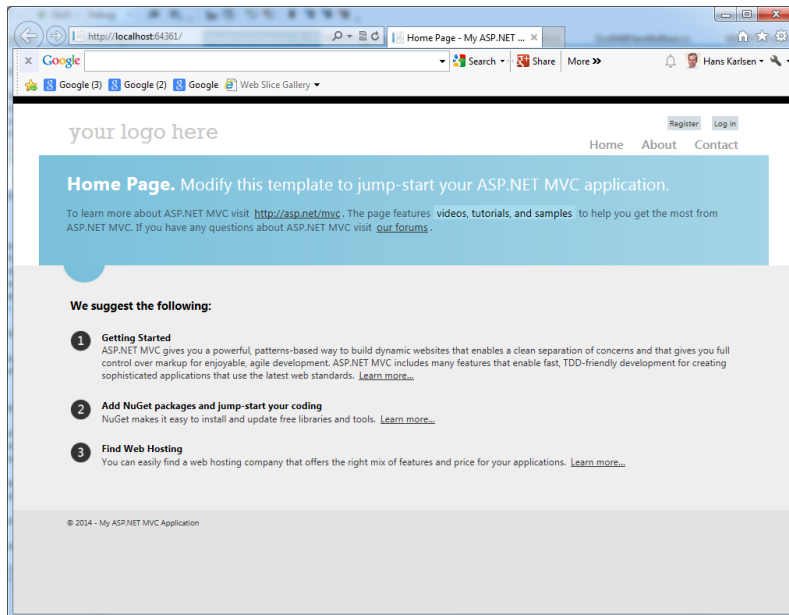 http://localhost:64361/
Home Page - My ASP.NET ...
Google
Search
Share
More »
Hans Karlsen
Google (3)
Google (2)
Google
Web Slice Gallery
your logo here
Register
Log in
Home
About
Contact
Home Page. Modify this template to jump-start your ASP.NET MVC application.
To learn more about ASP.NET MVC visit http://asp.net/mvc. The page features videos, tutorials, and samples to help you get the most from
ASP.NET MVC. If you have any questions about ASP.NET MVC visit our forums.
We suggest the following:
1
Getting Started
ASP.NET MVC gives you a powerful, patterns-based way to build dynamic websites that enables a clean separation of concerns and that gives you full
control over markup for enjoyable, agile development. ASP.NET MVC includes many features that enable fast, TDD-friendly development for creating
sophisticated applications that use the latest web standards. Learn more...
2
Add NuGet packages and jump-start your coding
NuGet makes it easy to install and update free libraries and tools. Learn more...
3
Find Web Hosting
You can easily find a web hosting company that offers the right mix of features and price for your applications. Learn more...
© 2014 - My ASP.NET MVC Application